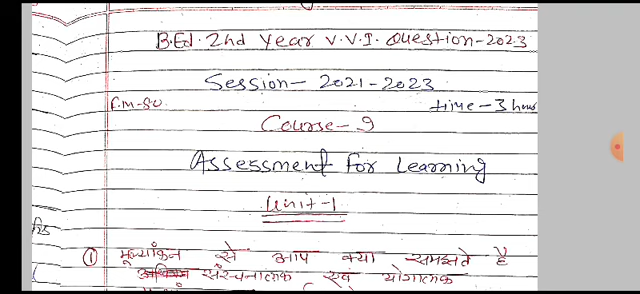 B.Ed. 2nd Year V.V.I. Question-2023
Session- 2021-2023
F.M-80 time-3 hour
Course-9
Assessment for Learning
Unit-1
① मूल्यांकन से आप क्या समझते है
संरचनात्मक एवं योगात्मक